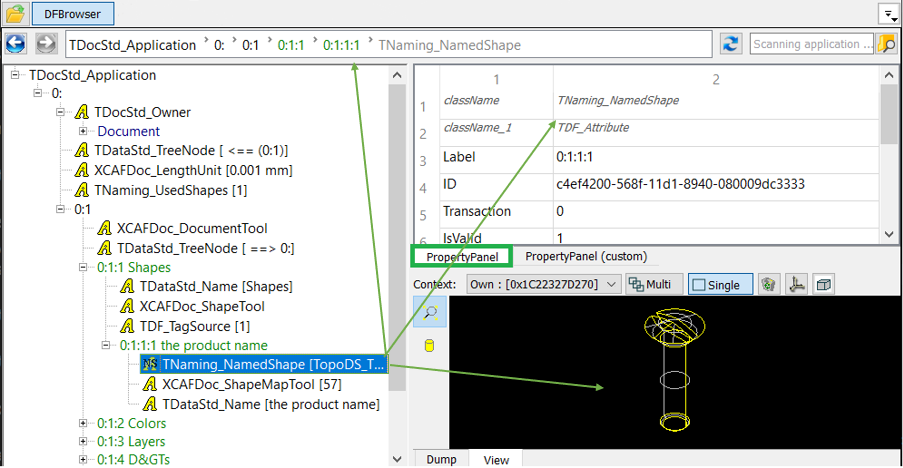 DFBrowser
TDocStd_Application > 0: > 0:1 > 0:1:1 > 0:1:1:1 > TNaming_NamedShape
Scanning application ...
TDocStd_Application
0:
TDocStd_Owner
Document
TDataStd_TreeNode [ <== (0:1)]
XCAFDoc_LengthUnit [0.001 mm]
TNaming_UsedShapes [1]
0:1
XCAFDoc_DocumentTool
TDataStd_TreeNode [ ==> 0:]
0:1:1 Shapes
TDataStd_Name [Shapes]
XCAFDoc_ShapeTool
TDF_TagSource [1]
0:1:1:1 the product name
NS TNaming_NamedShape [TopoDS_T...
XCAFDoc_ShapeMapTool [57]
TDataStd_Name [the product name]
0:1:2 Colors
0:1:3 Layers
0:1:4 D&GTs
1 2
1 className TNaming_NamedShape
2 className_1 TDF_Attribute
3 Label 0:1:1:1
4 ID c4ef4200-568f-11d1-8940-080009dc3333
5 Transaction 0
6 IsValid 1
PropertyPanel PropertyPanel (custom)
Context: Own : [0x1C22327D270] Multi Single
Dump View